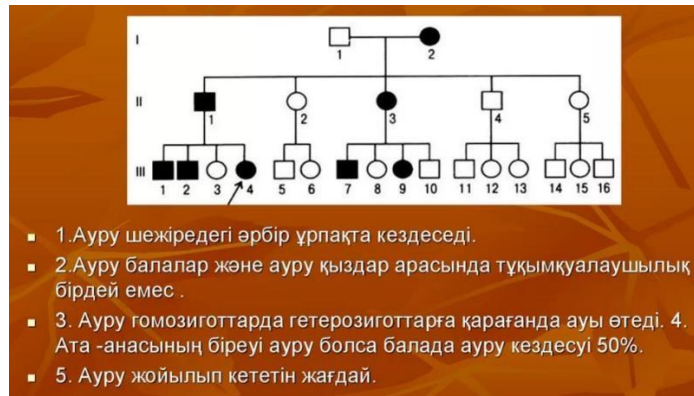 I
1
2
II
1 2 3 4 5
III
1 2 3 4 5 6 7 8 9 10 11 12 13 14 15 16
1.Ауру шежіредегі әрбір ұрпақта кездеседі.
2.Ауру балалар және ауру қыздар арасында тұқымқуалаушылық
бірдей емес .
3. Ауру гомозиготтарда гетерозиготтарға қарағанда ауы өтеді. 4.
Ата -анасының біреуі ауру болса балада ауру кездесуі 50%.
5. Ауру жойылып кететін жағдай.